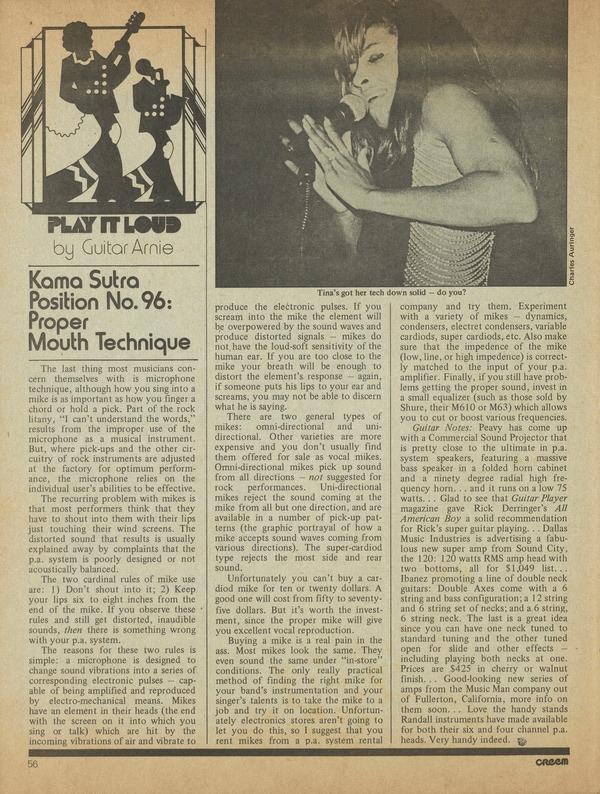 PLAY IT LOUD
by Guitar Arnie
Kama Sutra
Position No. 96:
Proper
Mouth Technique
The last thing most musicians con-
cern themselves with is microphone
technique, although how you sing into a
mike is as important as how you finger a
chord or hold a pick. Part of the rock
litany, "I can't understand the words,"
results from the improper use of the
microphone as a musical instrument.
But, where pick-ups and the other cir-
cuitry of rock instruments are adjusted
at the factory for optimum perform-
ance, the microphone relies on the
individual user's abilities to be effective.
The recurring problem with mikes is
that most performers think that they
have to shout into them with their lips
just touching their wind screens. The
distorted sound that results is usually
explained away by complaints that the
p.a. system is poorly designed or not
acoustically balanced.
The two cardinal rules of mike use
are: 1) Don't shout into it; 2) Keep
your lips six to eight inches from the
end of the mike. If you observe these
rules and still get distorted, inaudible
sounds, then there is something wrong
with your p.a. system.
The reasons for these two rules is
simple: a microphone is designed to
change sound vibrations into a series of
corresponding electronic pulses – cap-
able of being amplified and reproduced
by electro-mechanical means. Mikes
have an element in their heads (the end
with the screen on it into which you
sing or talk) which are hit by the
incoming vibrations of air and vibrate to
Charles Auringer
Tina's got her tech down solid – do you?
produce the electronic pulses. If you
scream into the mike the element will
be overpowered by the sound waves and
produce distorted signals – mikes do
not have the loud-soft sensitivity of the
human ear. If you are too close to the
mike your breath will be enough to
distort the element's response – again,
if someone puts his lips to your ear and
screams, you may not be able to discern
what he is saying.
There are two general types of
mikes: omni-directional and uni-
directional. Other varieties are more
expensive and you don't usually find
them offered for sale as vocal mikes.
Omni-directional mikes pick up sound
from all directions – not suggested for
rock performances. Uni-directional
mikes reject the sound coming at the
mike from all but one direction, and are
available in a number of pick-up pat-
terns (the graphic portrayal of how a
mike accepts sound waves coming from
various directions). The super-cardiod
type rejects the most side and rear
sound.
Unfortunately you can't buy a car-
diod mike for ten or twenty dollars. A
good one will cost from fifty to seventy-
five dollars. But it's worth the invest-
ment, since the proper mike will give
you excellent vocal reproduction.
Buying a mike is a real pain in the
ass. Most mikes look the same. They
even sound the same under "in-store"
conditions. The only really practical
method of finding the right mike for
your band's instrumentation and your
singer's talents is to take the mike to a
job and try it on location. Unfortun-
ately electronics stores aren't going to
let you do this, so I suggest that you
rent mikes from a p.a. system rental
company and try them. Experiment
with a variety of mikes – dynamics,
condensers, electret condensers, variable
cardiods, super cardiods, etc. Also make
sure that the impedence of the mike
(low, line, or high impedence) is correct-
ly matched to the input of your p.a.
amplifier. Finally, if you still have prob-
lems getting the proper sound, invest in
a small equalizer (such as those sold by
Shure, their M610 or M63) which allows
you to cut or boost various frequencies.
Guitar Notes: Peavy has come up
with a Commercial Sound Projector that
is pretty close to the ultimate in p.a.
system speakers, featuring a massive
bass speaker in a folded horn cabinet
and a ninety degree radial high fre-
quency horn. . . and it runs on a low 75
watts. . . Glad to see that Guitar Player
magazine gave Rick Derringer's All
American Boy a solid recommendation
for Rick's super guitar playing. . . Dallas
Music Industries is advertising a fabu-
lous new super amp from Sound City,
the 120: 120 watts RMS amp head with
two bottoms, all for $1,049 list. . .
Ibanez promoting a line of double neck
guitars: Double Axes come with a 6
string and bass configuration; a 12 string
and 6 string set of necks; and a 6 string,
6 string neck. The last is a great idea
since you can have one neck tuned to
standard tuning and the other tuned
open for slide and other effects –
including playing both necks at one.
Prices are $425 in cherry or walnut
finish. . . Good-looking new series of
amps from the Music Man company out
of Fullerton, California, more info on
them soon. . . Love the handy stands
Randall instruments have made available
for both their six and four channel p.a.
heads. Very handy indeed.
56
CREEM